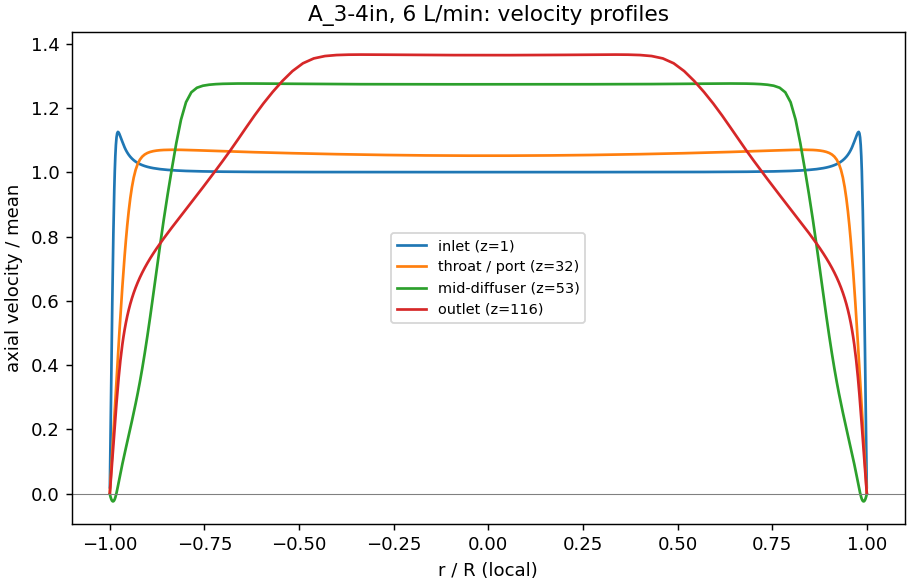 A_3-4in, 6 L/min: velocity profiles
axial velocity / mean
1.4
1.2
1.0
0.8
0.6
0.4
0.2
0.0
inlet (z=1)
throat / port (z=32)
mid-diffuser (z=53)
outlet (z=116)
−1.00 −0.75 −0.50 −0.25 0.00 0.25 0.50 0.75 1.00
r / R (local)